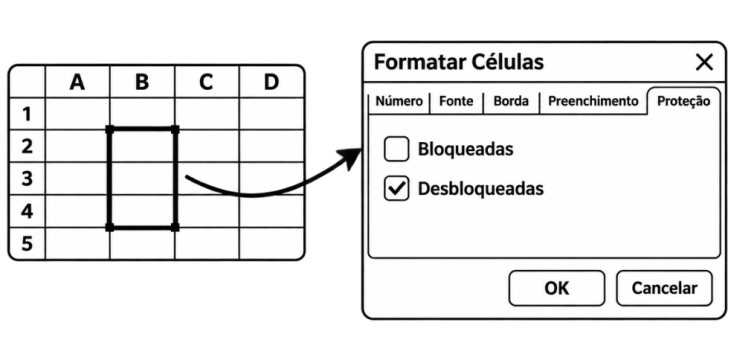 A B C D
1
2
3
4
5
Formatar Células
Número Fonte Borda Preenchimento Proteção
Bloqueadas
Desbloqueadas
OK Cancelar